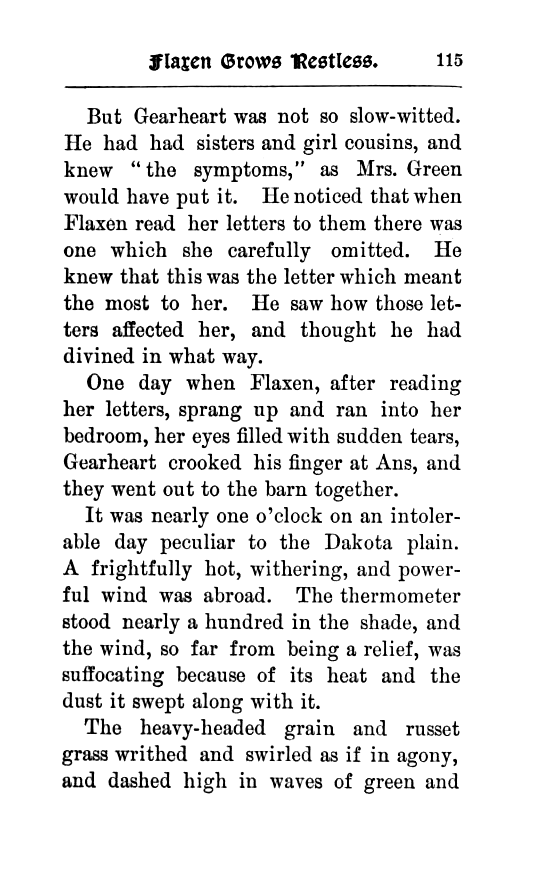 Flaxen Grows Restless. 115
But Gearheart was not so slow-witted.
He had had sisters and girl cousins, and
knew "the symptoms," as Mrs. Green
would have put it. He noticed that when
Flaxen read her letters to them there was
one which she carefully omitted. He
knew that this was the letter which meant
the most to her. He saw how those let-
ters affected her, and thought he had
divined in what way.
One day when Flaxen, after reading
her letters, sprang up and ran into her
bedroom, her eyes filled with sudden tears,
Gearheart crooked his finger at Ans, and
they went out to the barn together.
It was nearly one o'clock on an intoler-
able day peculiar to the Dakota plain.
A frightfully hot, withering, and power-
ful wind was abroad. The thermometer
stood nearly a hundred in the shade, and
the wind, so far from being a relief, was
suffocating because of its heat and the
dust it swept along with it.
The heavy-headed grain and russet
grass writhed and swirled as if in agony,
and dashed high in waves of green and